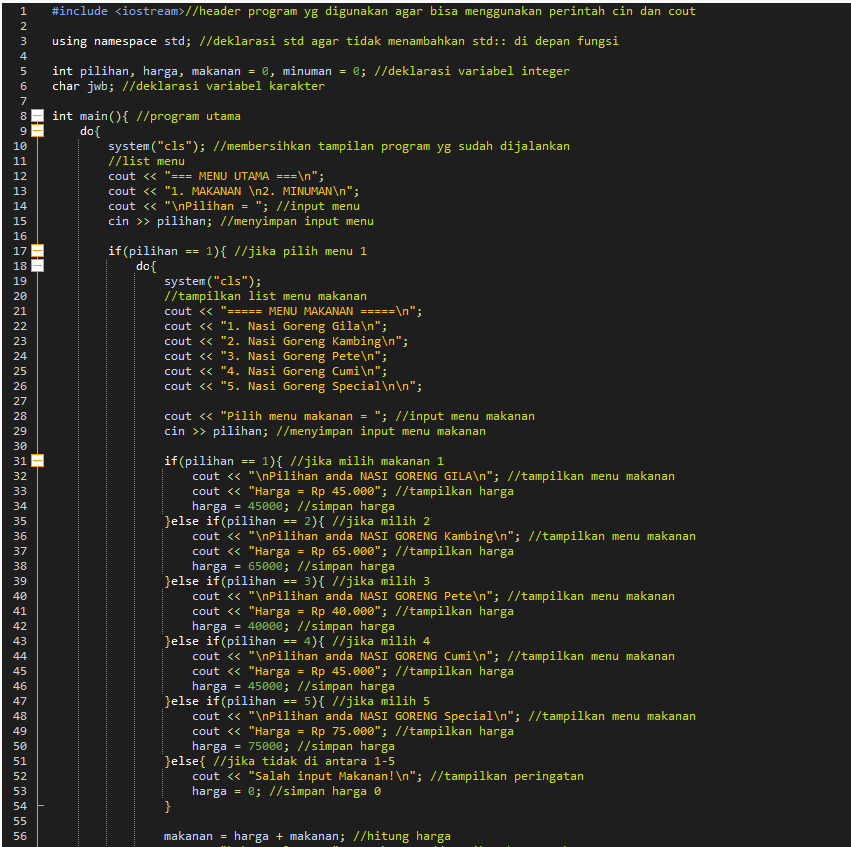 1 #include <iostream>//header program yg digunakan agar bisa menggunakan perintah cin dan cout
2
3 using namespace std; //deklarasi std agar tidak menambahkan std:: di depan fungsi
4
5 int pilihan, harga, makanan = 0, minuman = 0; //deklarasi variabel integer
6 char jwb; //deklarasi variabel karakter
7
8 int main(){ //program utama
9 do{
10 system("cls"); //membersihkan tampilan program yg sudah dijalankan
11 //list menu
12 cout << "=== MENU UTAMA ===\n";
13 cout << "1. MAKANAN \n2. MINUMAN\n";
14 cout << "\nPilihan = "; //input menu
15 cin >> pilihan; //menyimpan input menu
16
17 if(pilihan == 1){ //jika pilih menu 1
18 do{
19 system("cls");
20 //tampilkan list menu makanan
21 cout << "===== MENU MAKANAN =====\n";
22 cout << "1. Nasi Goreng Gila\n";
23 cout << "2. Nasi Goreng Kambing\n";
24 cout << "3. Nasi Goreng Pete\n";
25 cout << "4. Nasi Goreng Cumi\n";
26 cout << "5. Nasi Goreng Special\n\n";
27
28 cout << "Pilih menu makanan = "; //input menu makanan
29 cin >> pilihan; //menyimpan input menu makanan
30
31 if(pilihan == 1){ //jika milih makanan 1
32 cout << "\nPilihan anda NASI GORENG GILA\n"; //tampilkan menu makanan
33 cout << "Harga = Rp 45.000"; //tampilkan harga
34 harga = 45000; //simpan harga
35 }else if(pilihan == 2){ //jika milih 2
36 cout << "\nPilihan anda NASI GORENG Kambing\n"; //tampilkan menu makanan
37 cout << "Harga = Rp 65.000"; //tampilkan harga
38 harga = 65000; //simpan harga
39 }else if(pilihan == 3){ //jika milih 3
40 cout << "\nPilihan anda NASI GORENG Pete\n"; //tampilkan menu makanan
41 cout << "Harga = Rp 40.000"; //tampilkan harga
42 harga = 40000; //simpan harga
43 }else if(pilihan == 4){ //jika milih 4
44 cout << "\nPilihan anda NASI GORENG Cumi\n"; //tampilkan menu makanan
45 cout << "Harga = Rp 45.000"; //tampilkan harga
46 harga = 45000; //simpan harga
47 }else if(pilihan == 5){ //jika milih 5
48 cout << "\nPilihan anda NASI GORENG Special\n"; //tampilkan menu makanan
49 cout << "Harga = Rp 75.000"; //tampilkan harga
50 harga = 75000; //simpan harga
51 }else{ //jika tidak di antara 1-5
52 cout << "Salah input Makanan!\n"; //tampilkan peringatan
53 harga = 0; //simpan harga 0
54 }
55
56 makanan = harga + makanan; //hitung harga